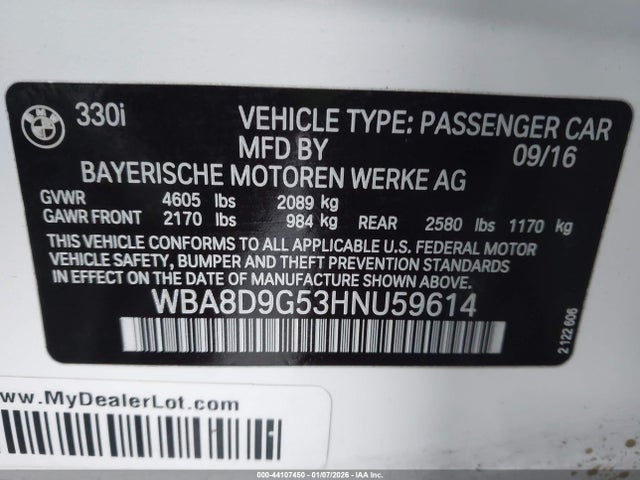 BMW
330i
VEHICLE TYPE: PASSENGER CAR
MFD BY
09/16
BAYERISCHE MOTOREN WERKE AG
GVWR 4605 lbs 2089 kg
GAWR FRONT 2170 lbs 984 kg REAR 2580 lbs 1170 kg
THIS VEHICLE CONFORMS TO ALL APPLICABLE U.S. FEDERAL MOTOR
VEHICLE SAFETY, BUMPER AND THEFT PREVENTION STANDARDS
IN EFFECT ON THE DATE OF MANUFACTURE SHOWN ABOVE.
WBA8D9G53HNU59614
2 122 606
www.MyDealerLot.com
000-44107450 | 01/07/2026 - IAA Inc.